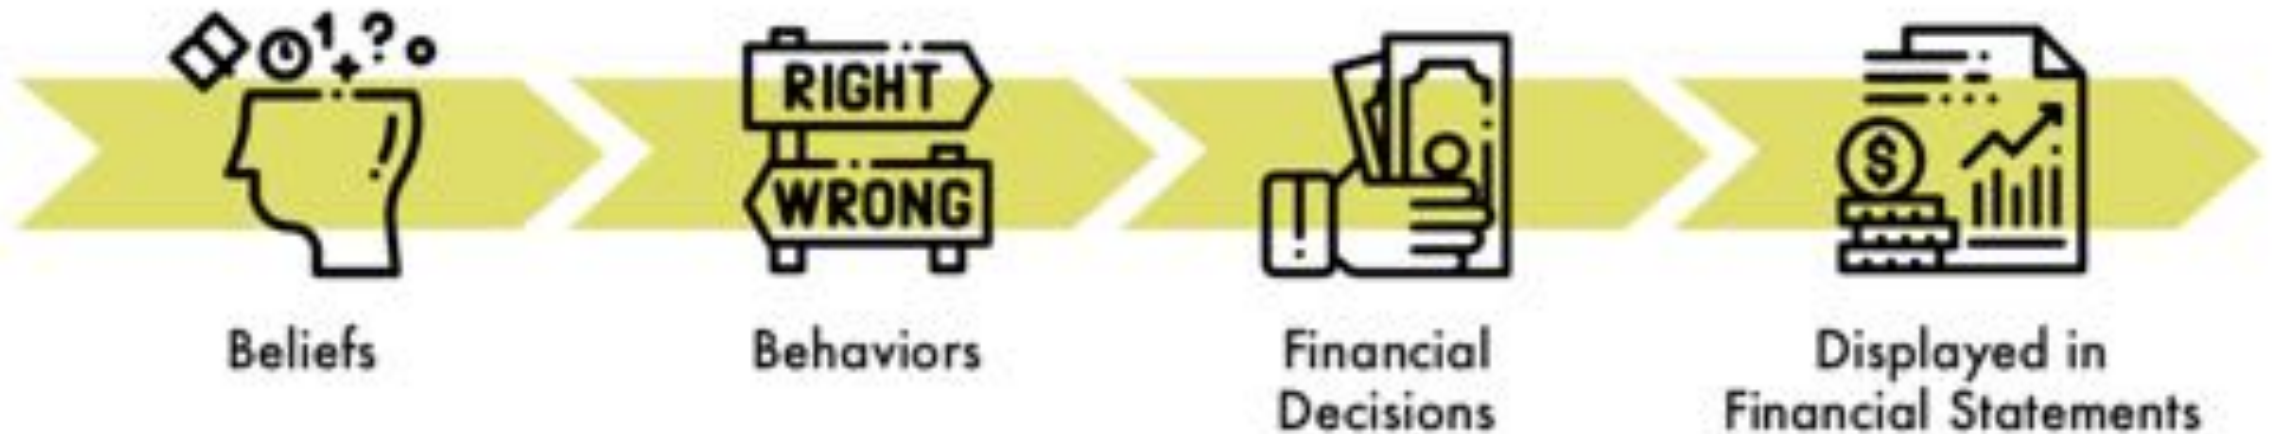 RIGHT
WRONG
$
Beliefs
Behaviors
Financial
Decisions
Displayed in
Financial Statements